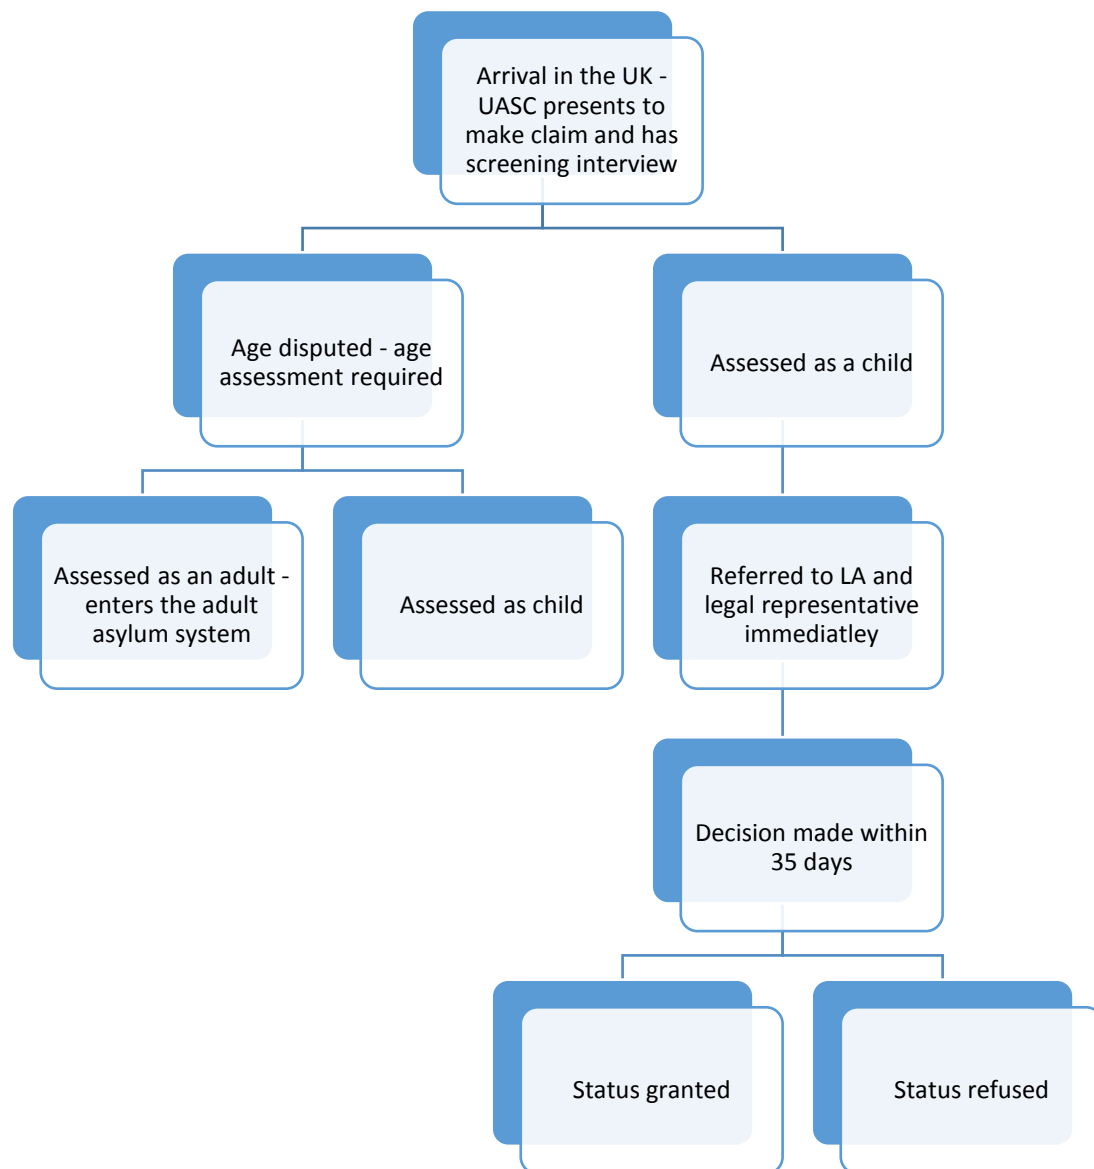 Arrival in the UK -
UASC presents to
make claim and has
screening interview
Age disputed - age
assessment required
Assessed as a child
Assessed as an adult -
enters the adult
asylum system
Assessed as child
Referred to LA and
legal representative
immediatley
Decision made within
35 days
Status granted
Status refused